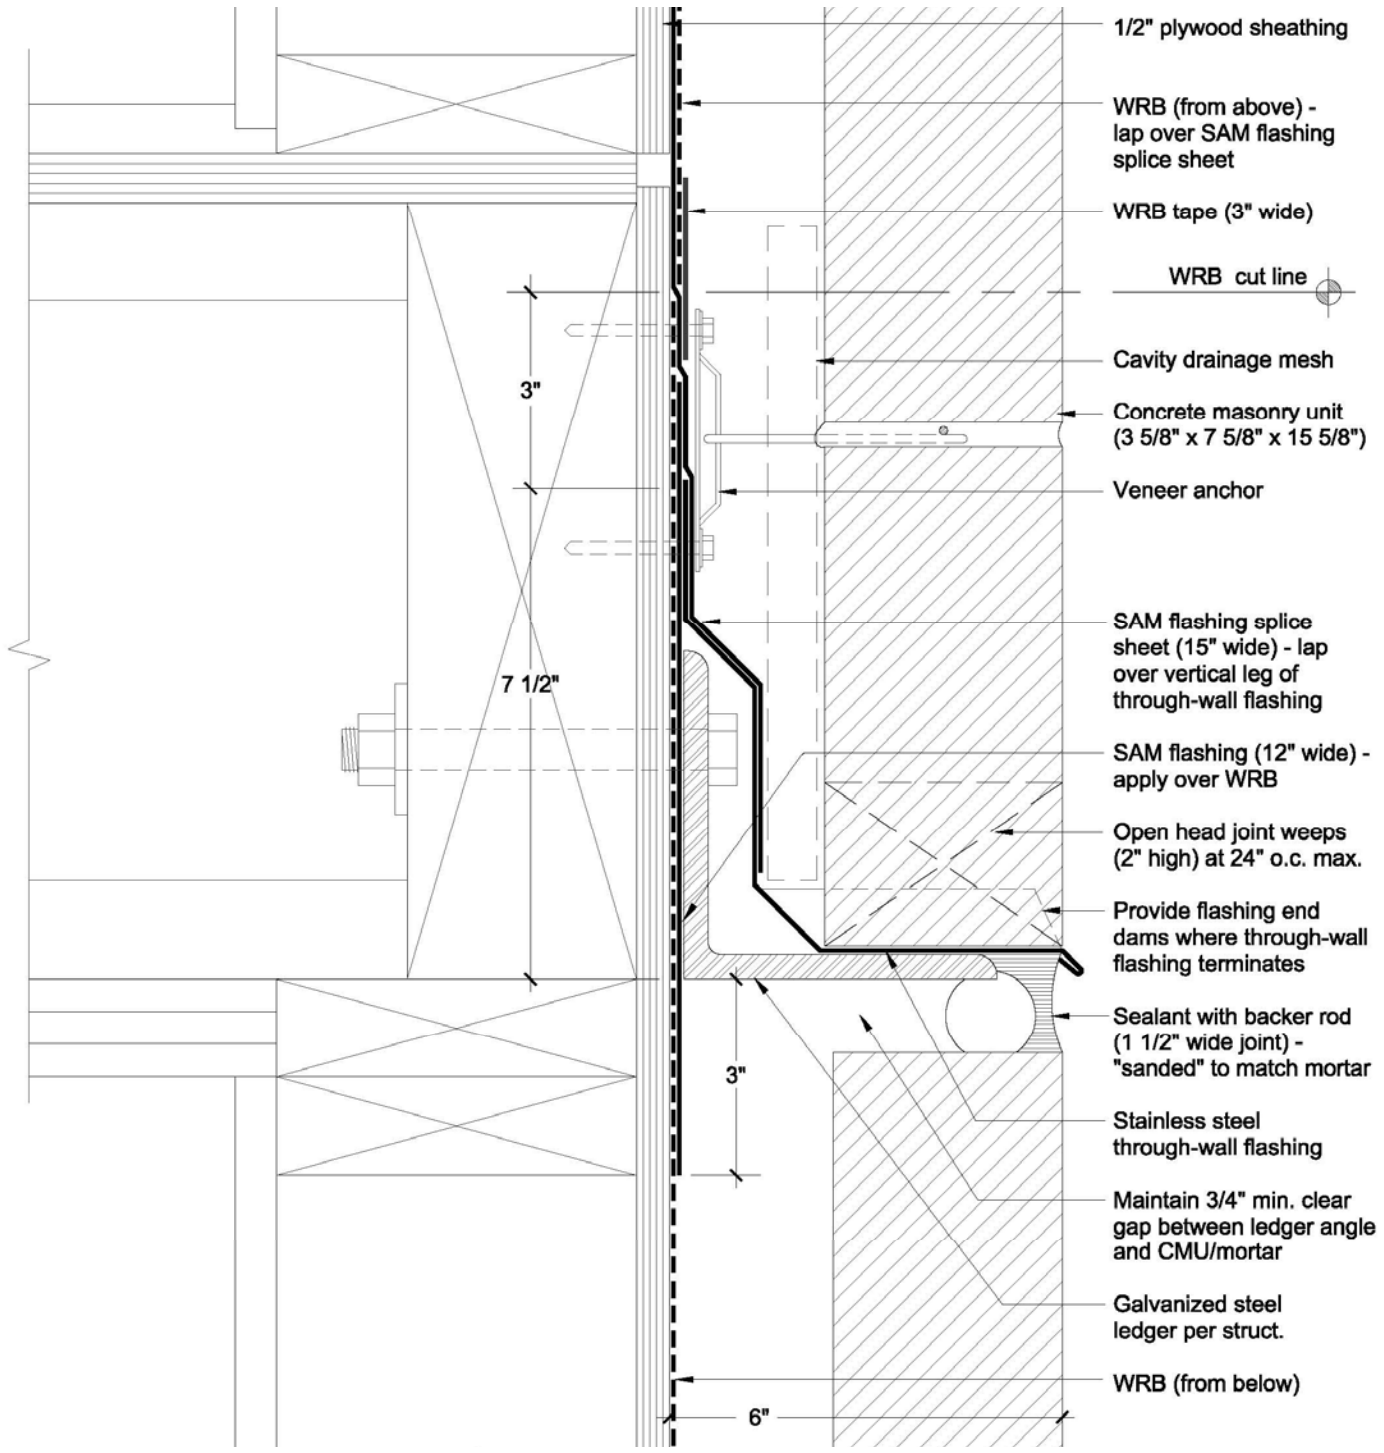 1/2" plywood sheathing
WRB (from above) -
lap over SAM flashing
splice sheet
WRB tape (3" wide)
WRB cut line
Cavity drainage mesh
3"
Concrete masonry unit
(3 5/8" x 7 5/8" x 15 5/8")
Veneer anchor
SAM flashing splice
sheet (15" wide) - lap
over vertical leg of
through-wall flashing
7 1/2"
SAM flashing (12" wide) -
apply over WRB
Open head joint weeps
(2" high) at 24" o.c. max.
Provide flashing end
dams where through-wall
flashing terminates
Sealant with backer rod
(1 1/2" wide joint) -
"sanded" to match mortar
3"
Stainless steel
through-wall flashing
Maintain 3/4" min. clear
gap between ledger angle
and CMU/mortar
Galvanized steel
ledger per struct.
WRB (from below)
6"